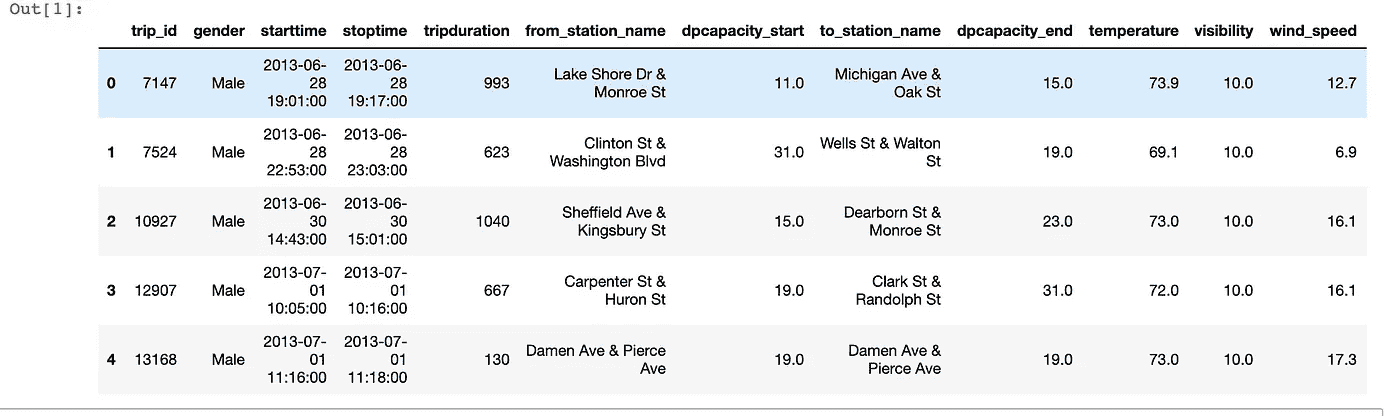 Out[1]:
trip_id gender starttime stoptime tripduration from_station_name dpcapacity_start to_station_name dpcapacity_end temperature visibility wind_speed
0 7147 Male 2013-06-28 19:01:00 2013-06-28 19:17:00 993 Lake Shore Dr & Monroe St 11.0 Michigan Ave & Oak St 15.0 73.9 10.0 12.7
1 7524 Male 2013-06-28 22:53:00 2013-06-28 23:03:00 623 Clinton St & Washington Blvd 31.0 Wells St & Walton St 19.0 69.1 10.0 6.9
2 10927 Male 2013-06-30 14:43:00 2013-06-30 15:01:00 1040 Sheffield Ave & Kingsbury St 15.0 Dearborn St & Monroe St 23.0 73.0 10.0 16.1
3 12907 Male 2013-07-01 10:05:00 2013-07-01 10:16:00 667 Carpenter St & Huron St 19.0 Clark St & Randolph St 31.0 72.0 10.0 16.1
4 13168 Male 2013-07-01 11:16:00 2013-07-01 11:18:00 130 Damen Ave & Pierce Ave 19.0 Damen Ave & Pierce Ave 19.0 73.0 10.0 17.3